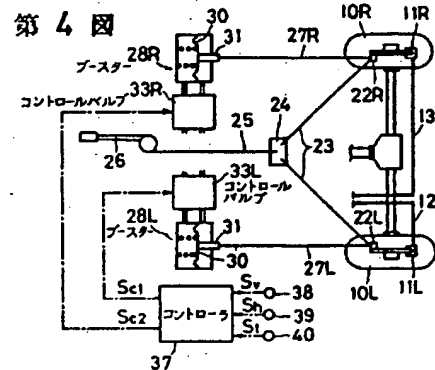 第4図
30
10R
11R
28R
31
27R
ブースター
33R
22R
コントロールバルブ
24
25
23
13
26
33L
コントロール
バルブ
12
28L
31
22L
ブースター
30
27L
10L
11L
Sc1
Sv
38
Sc2
コントローラ
Sh
39
St
40
37